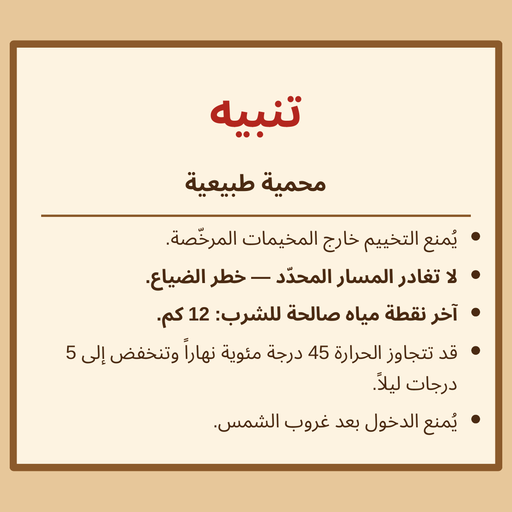 تنبيه
محمية طبيعية
يُمنع التخييم خارج المخيمات المرخّصة.
لا تغادر المسار المحدّد — خطر الضياع.
آخر نقطة مياه صالحة للشرب: 12 كم.
قد تتجاوز الحرارة 45 درجة مئوية نهاراً وتنخفض إلى 5
درجات ليلاً.
يُمنع الدخول بعد غروب الشمس.